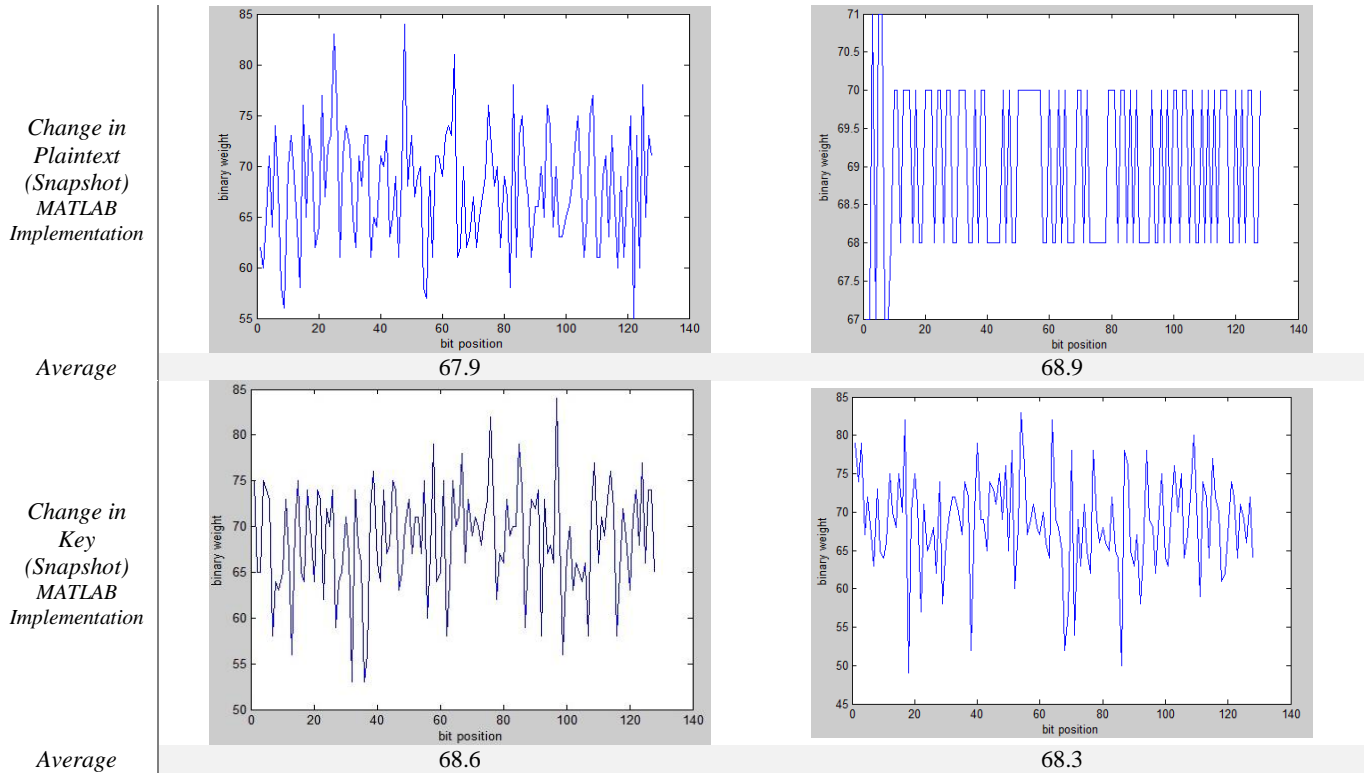 Change in
Plaintext
(Snapshot)
MATLAB
Implementation
85
80
75
70
65
60
55
binary weight
0 20 40 60 80 100 120 140
bit position
71
70.5
70
69.5
69
68.5
68
67.5
67
binary weight
0 20 40 60 80 100 120 140
bit position
Average 67.9 68.9
Change in
Key
(Snapshot)
MATLAB
Implementation
85
80
75
70
65
60
55
50
binary weight
0 20 40 60 80 100 120 140
bit position
85
80
75
70
65
60
55
50
45
binary weight
0 20 40 60 80 100 120 140
bit position
Average 68.6 68.3